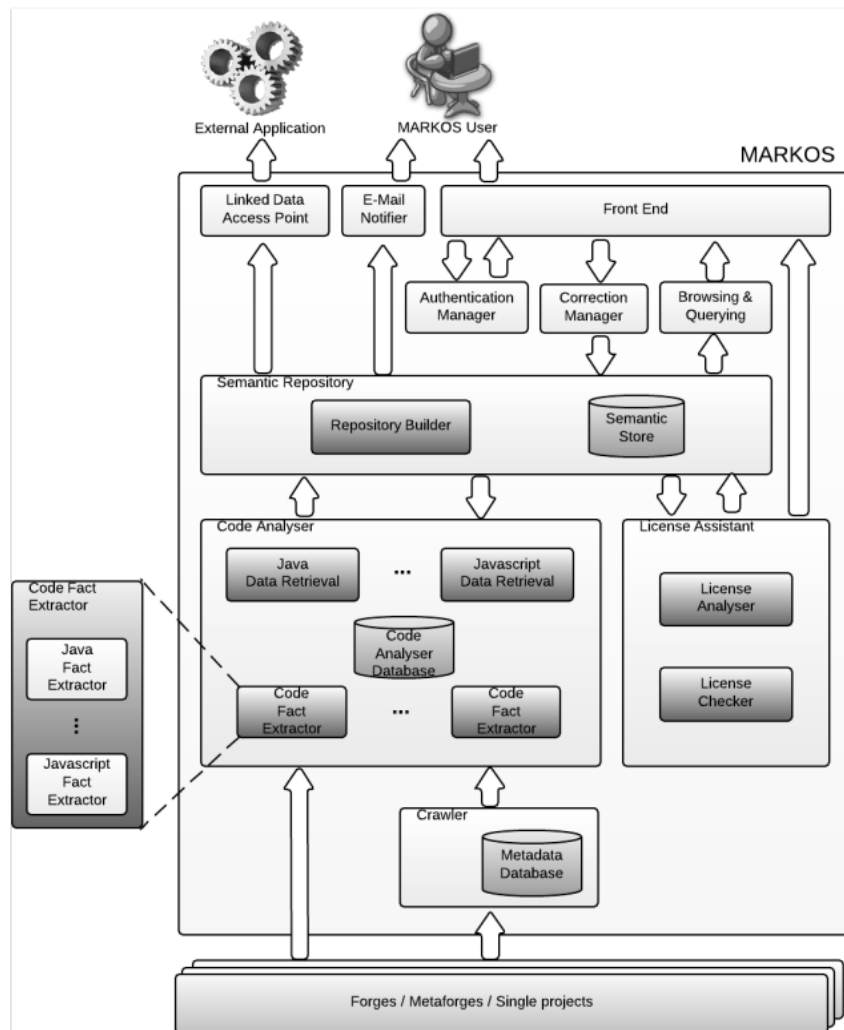 External Application
MARKOS User
MARKOS
Linked Data
Access Point
E-Mail
Notifier
Front End
Authentication
Manager
Correction
Manager
Browsing &
Querying
Semantic Repository
Repository Builder
Semantic
Store
Code Analyser
Java
Data Retrieval
...
Javascript
Data Retrieval
Code
Analyser
Database
Code
Fact
Extractor
...
Code
Fact
Extractor
License Assistant
License
Analyser
License
Checker
Code Fact
Extractor
Java
Fact
Extractor
...
Javascript
Fact
Extractor
Crawler
Metadata
Database
Forges / Metaforges / Single projects